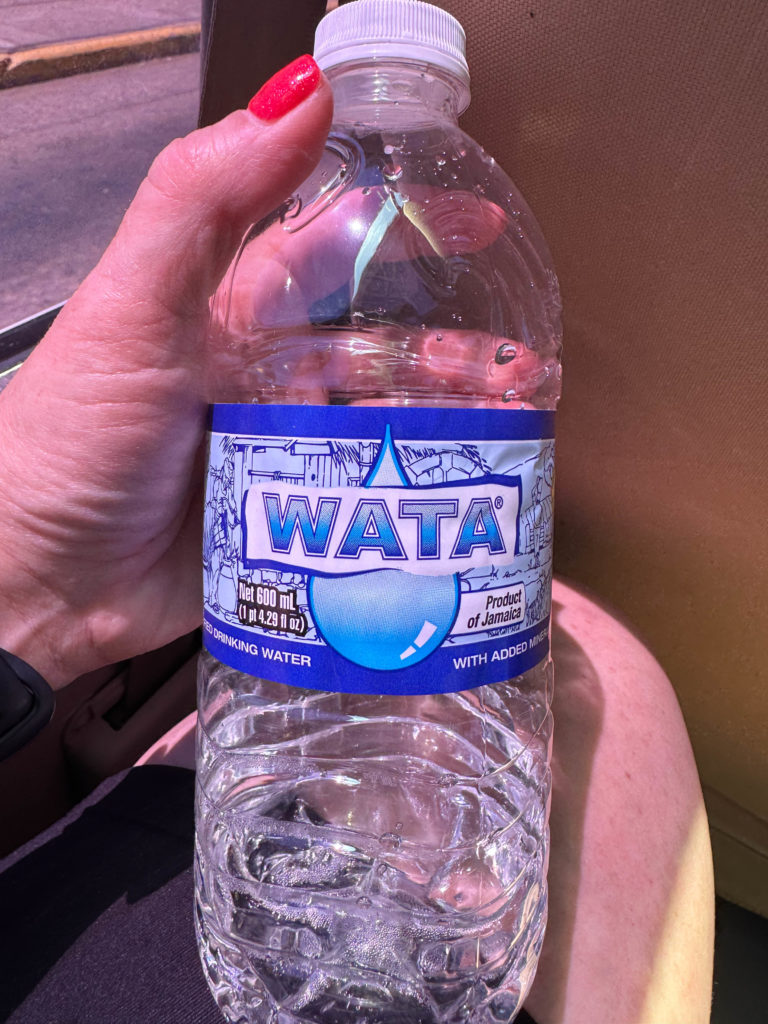 WATA®
Net 600 mL
(1 pt 4.29 fl oz)
Product
of Jamaica
DRINKING WATER
WITH ADDED